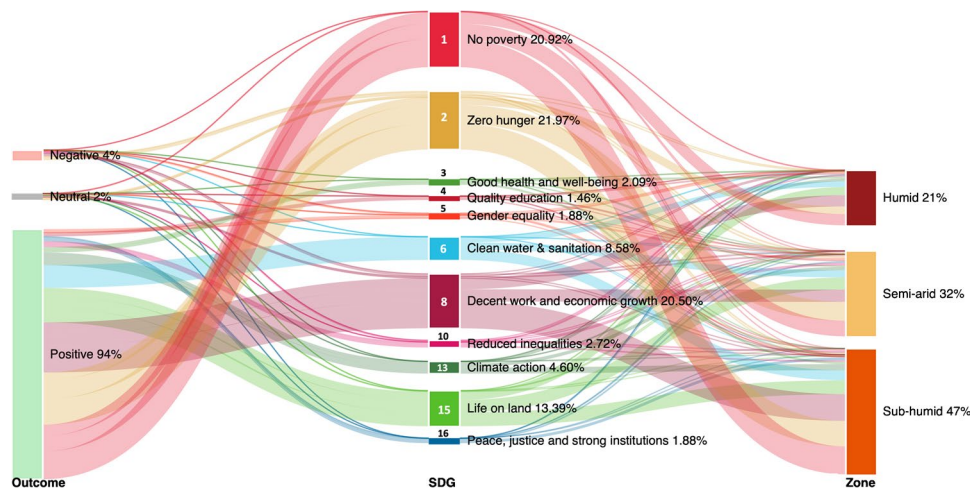 1
No poverty 20.92%
2
Zero hunger 21.97%
Negative 4%
3
Good health and well-being 2.09%
4
Quality education 1.46%
Neutral 2%
Humid 21%
5
Gender equality 1.88%
6
Clean water & sanitation 8.58%
8
Decent work and economic growth 20.50%
Semi-arid 32%
10
Reduced inequalities 2.72%
Positive 94%
13
Climate action 4.60%
15
Life on land 13.39%
Sub-humid 47%
16
Peace, justice and strong institutions 1.88%
Outcome
SDG
Zone